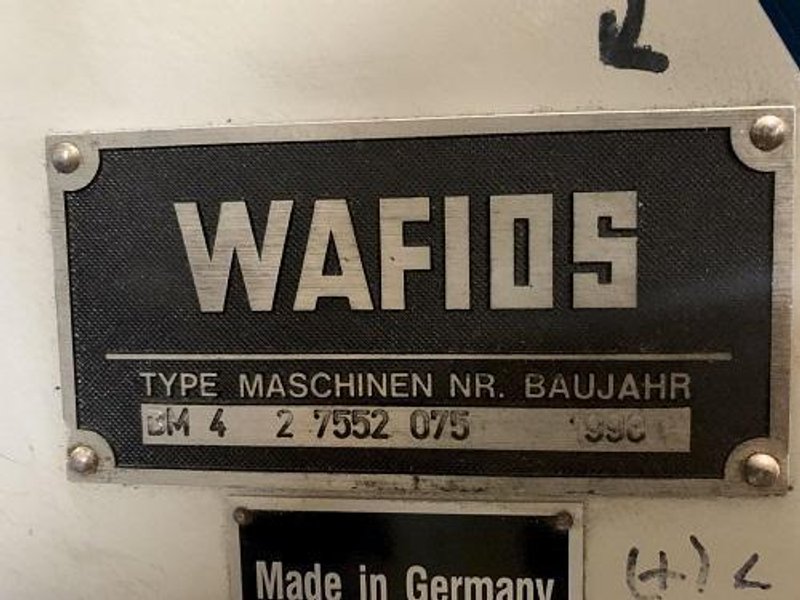 WAFIOS
TYPE MASCHINEN NR. BAUJAHR
BM 4 2 7552 075
Made in Germany
(+) <